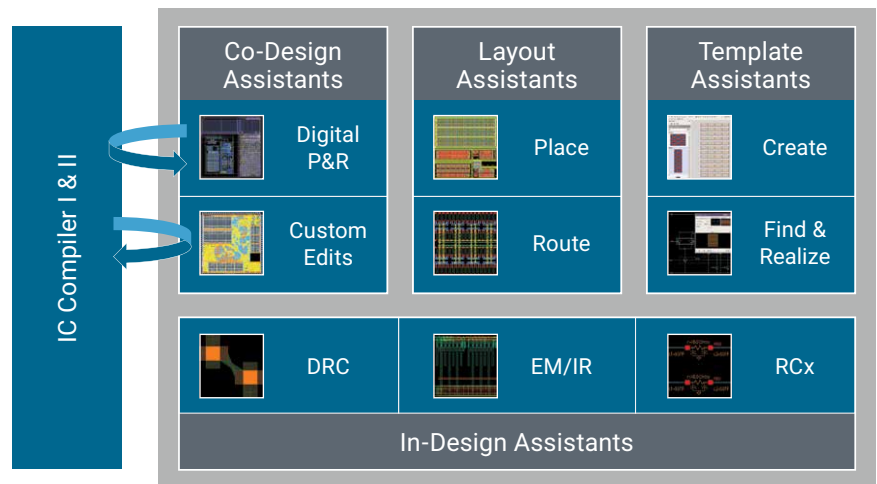 IC Compiler I & II
Co-Design
Assistants
Digital
P&R
Custom
Edits
Layout
Assistants
Place
Route
Template
Assistants
Create
Find &
Realize
DRC
EM/IR
RCx
In-Design Assistants